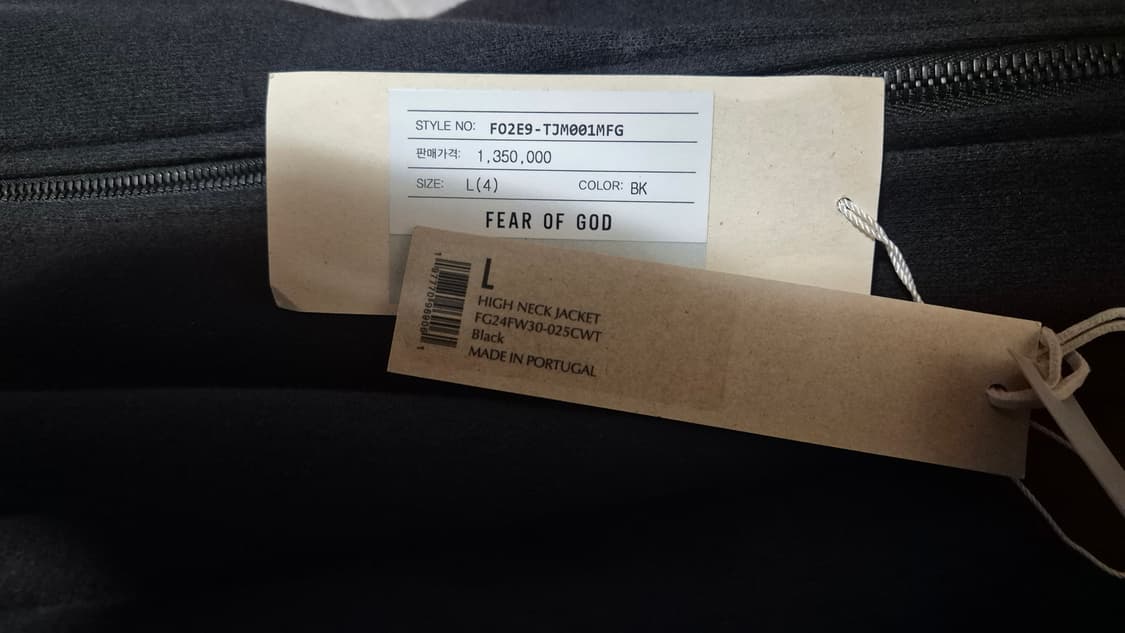 STYLE NO: FO2E9-TJM001MFG
판매가격: 1,350,000
SIZE: L(4) COLOR: BK
FEAR OF GOD
L
HIGH NECK JACKET
FG24FW30-025CWT
Black
MADE IN PORTUGAL